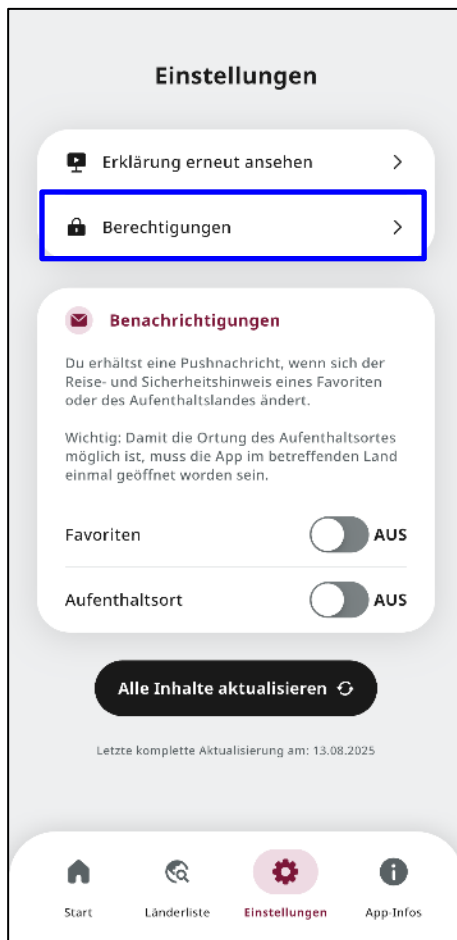 Einstellungen
Erklärung erneut ansehen
Berechtigungen
Benachrichtigungen
Du erhältst eine Pushnachricht, wenn sich der
Reise- und Sicherheitshinweis eines Favoriten
oder des Aufenthaltslandes ändert.
Wichtig: Damit die Ortung des Aufenthaltsortes
möglich ist, muss die App im betreffenden Land
einmal geöffnet worden sein.
Favoriten AUS
Aufenthaltsort AUS
Alle Inhalte aktualisieren
Letzte komplette Aktualisierung am: 13.08.2025
Start Länderliste Einstellungen App-Infos